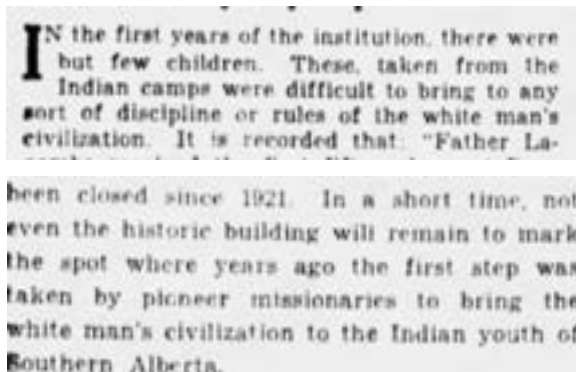 IN the first years of the institution, there were
but few children. These, taken from the
Indian camps were difficult to bring to any
sort of discipline or rules of the white man's
civilization. It is recorded that: "Father La-
been closed since 1921. In a short time, not
even the historic building will remain to mark
the spot where years ago the first step was
taken by pioneer missionaries to bring the
white man's civilization to the Indian youth of
Southern Alberta.